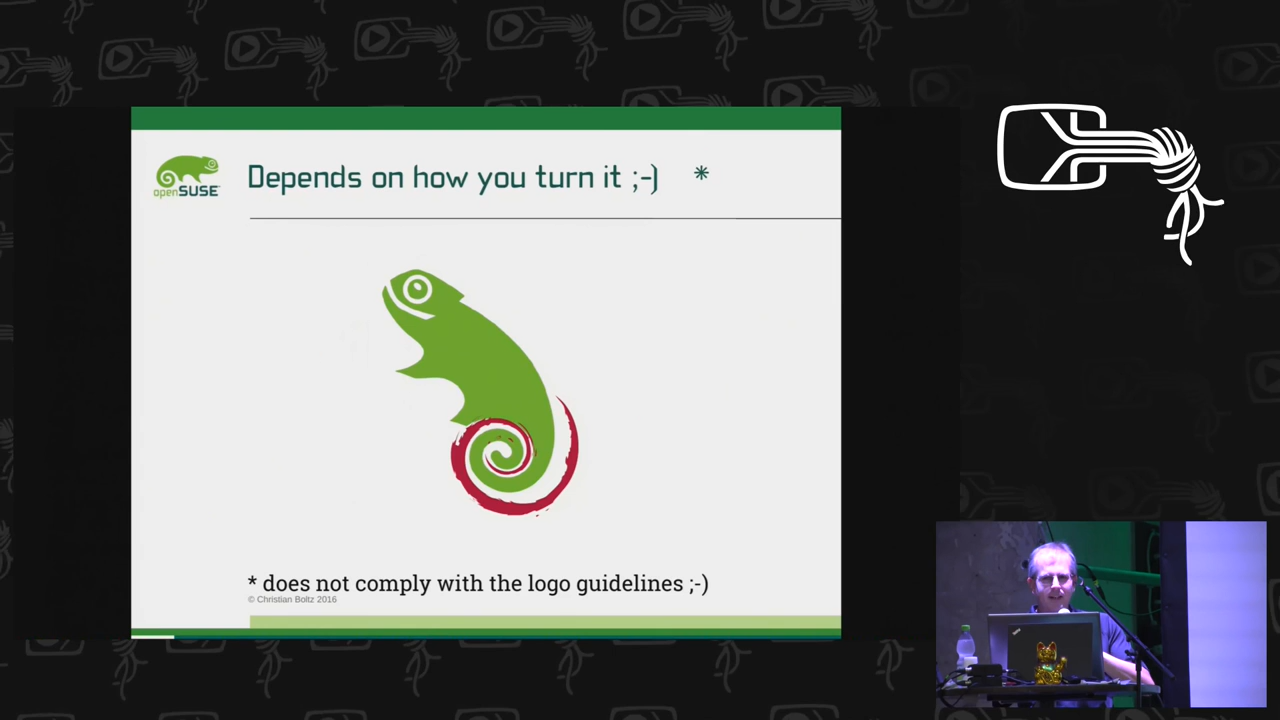 openSUSE
Depends on how you turn it ;-) *
* does not comply with the logo guidelines ;-)
© Christian Boltz 2016